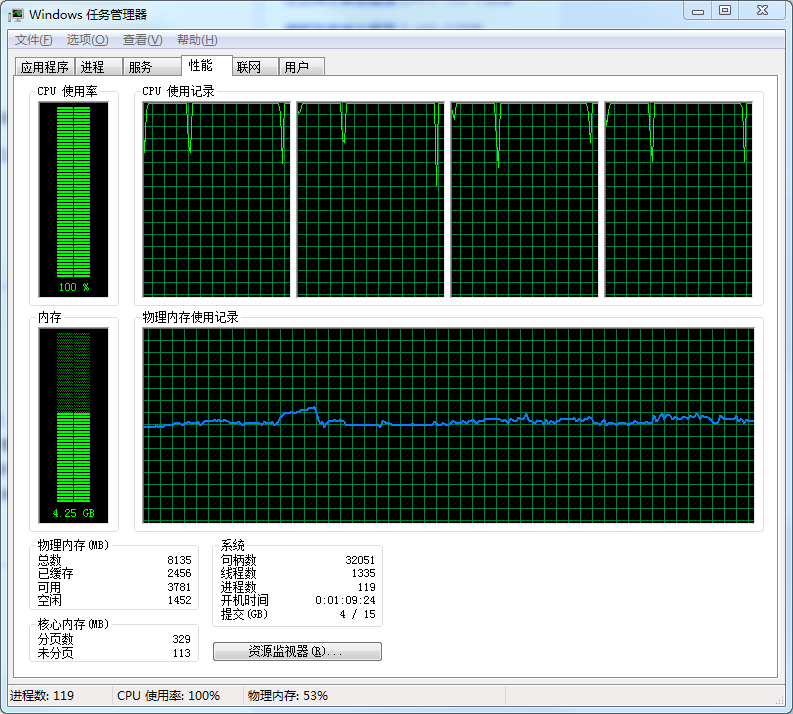 Windows 任务管理器
文件(F) 选项(O) 查看(V) 帮助(H)
应用程序 进程 服务 性能 联网 用户
CPU 使用率
100 %
CPU 使用记录
内存
4.25 GB
物理内存使用记录
物理内存(MB)
总数 8135
已缓存 2456
可用 3781
空闲 1452
核心内存(MB)
分页数 329
未分页 113
系统
句柄数 32051
线程数 1335
进程数 119
开机时间 0:01:09:24
提交(GB) 4 / 15
资源监视器(R)...
进程数: 119 CPU 使用率: 100% 物理内存: 53%